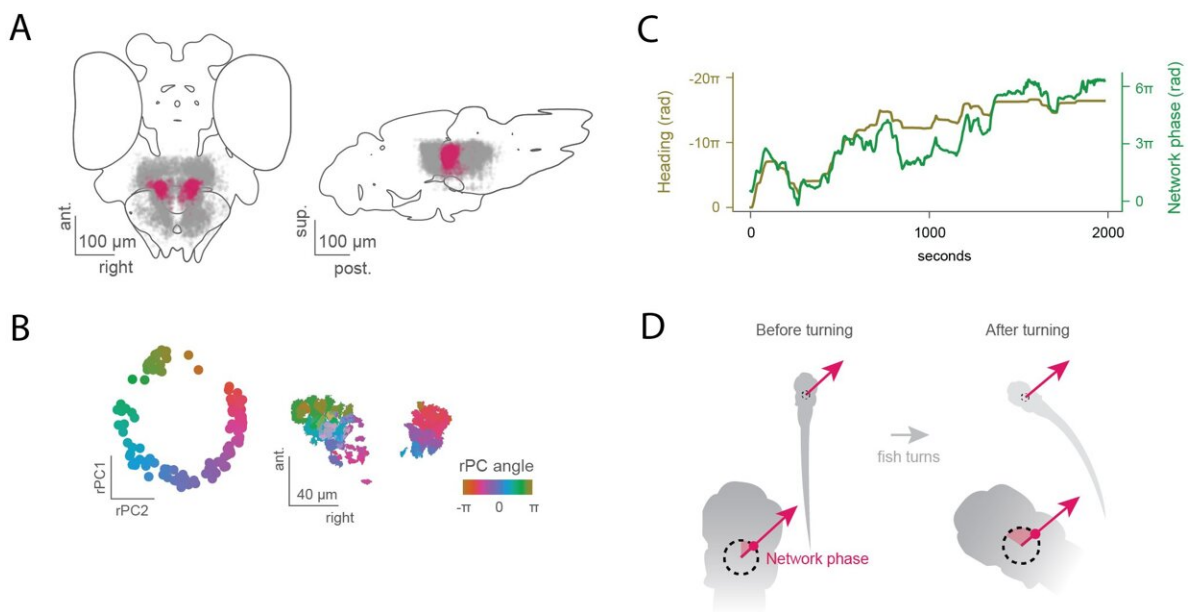 A
ant.
100 µm
right
sup.
100 µm
post.
B
rPC1
rPC2
ant.
40 µm
right
rPC angle
-π 0 π
C
Heading (rad)
-20π
-10π
0
Network phase (rad)
6π
3π
0
0 1000 2000
seconds
D
Before turning
After turning
fish turns
Network phase